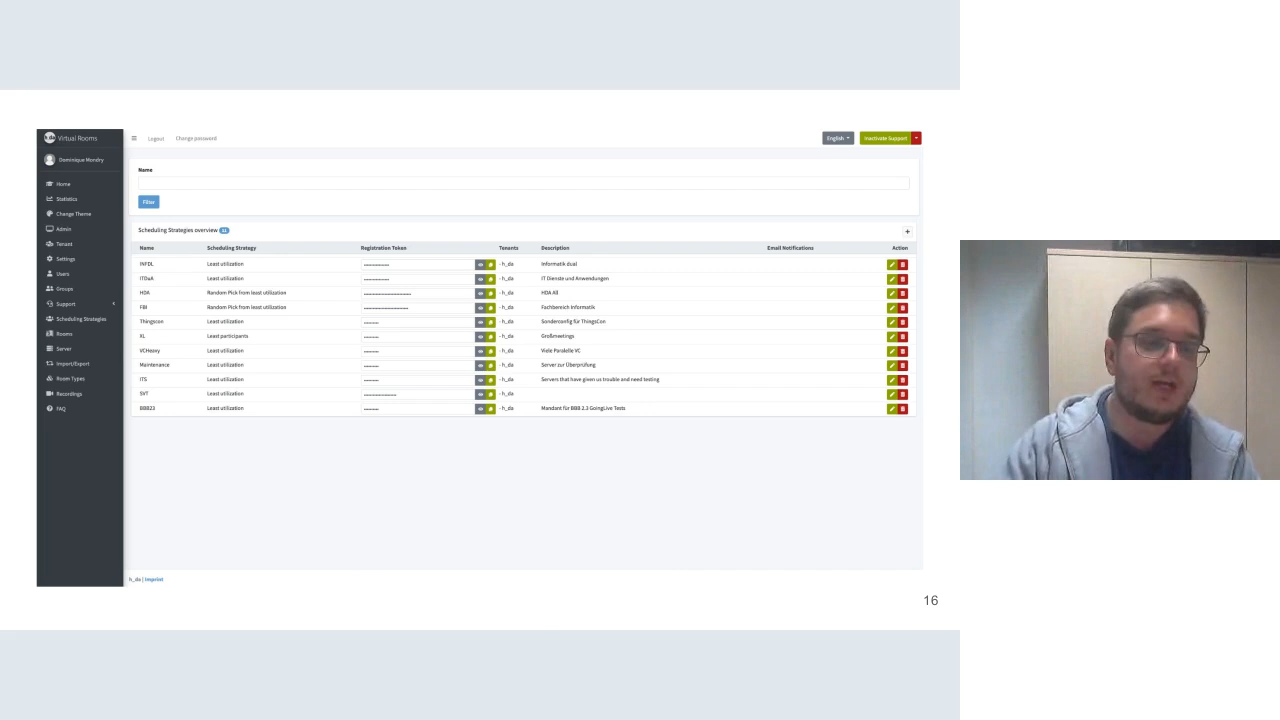 h_da Virtual Rooms
Logout Change password
English
Inactivate Support
Dominique Mondry
Home
Statistics
Change Theme
Admin
Tenant
Settings
Users
Groups
Support
Scheduling Strategies
Rooms
Server
Import/Export
Room Types
Recordings
FAQ
Name
Filter
Scheduling Strategies overview 11
Name Scheduling Strategy Registration Token Tenants Description Email Notifications Action
INFDL Least utilization - h_da Informatik dual
ITDuA Least utilization - h_da IT Dienste und Anwendungen
HDA Random Pick from least utilization - h_da HDA All
FBI Random Pick from least utilization - h_da Fachbereich Informatik
Thingscon Least utilization - h_da Sonderconfig für ThingsCon
XL Least participants - h_da Großmeetings
VCHeavy Least utilization - h_da Viele Paralelle VC
Maintenance Least utilization - h_da Server zur Überprüfung
ITS Least utilization - h_da Servers that have given us trouble and need testing
SVT Least utilization - h_da
BBB23 Least utilization - h_da Mandant für BBB 2.3 GoingLive Tests
h_da | Imprint
16